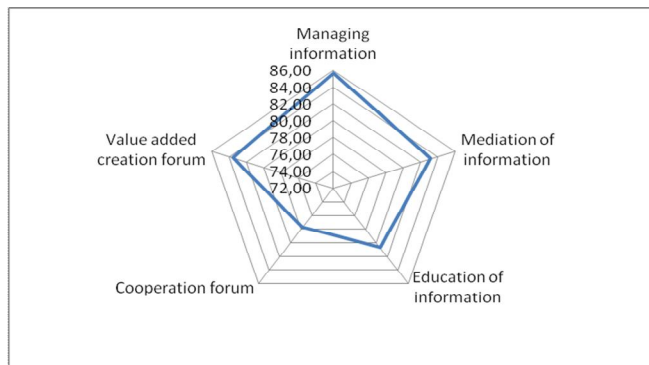 Managing
information
86,00
84,00
82,00
80,00
78,00
76,00
74,00
72,00
Mediation of
information
Education of
information
Cooperation forum
Value added
creation forum